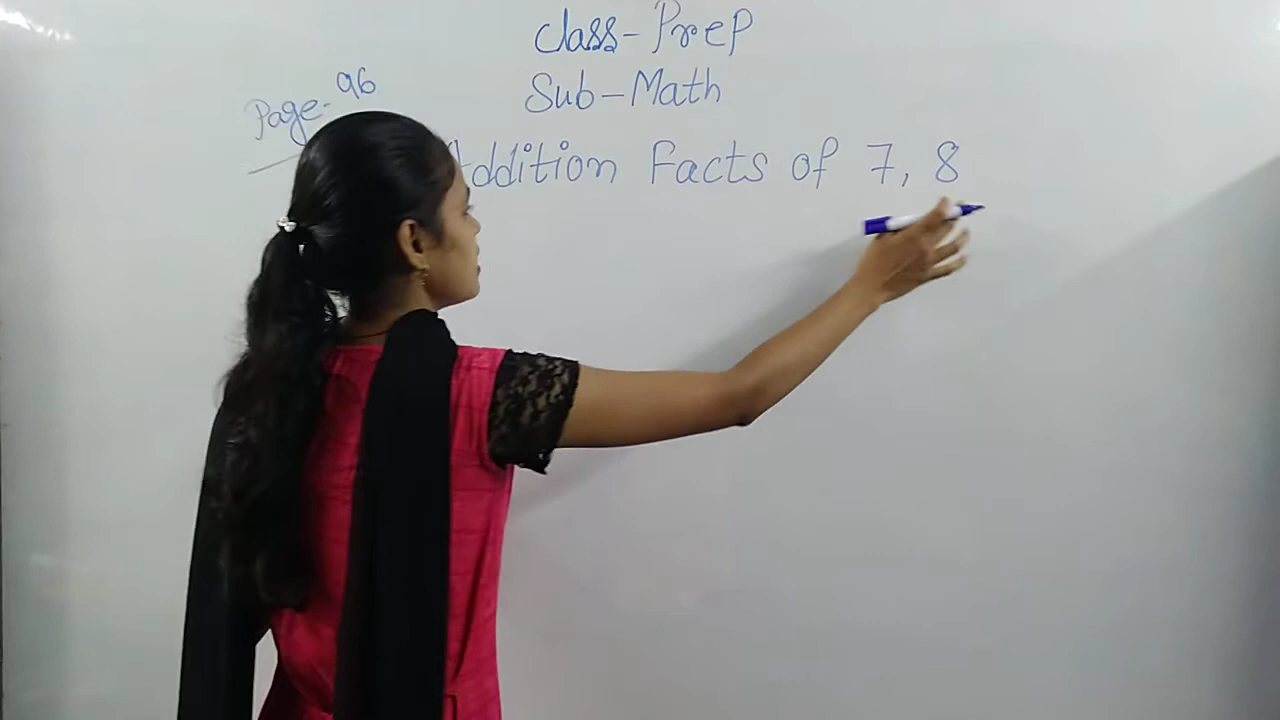 Class-Prep
Sub-Math
Page-96
Addition Facts of 7, 8